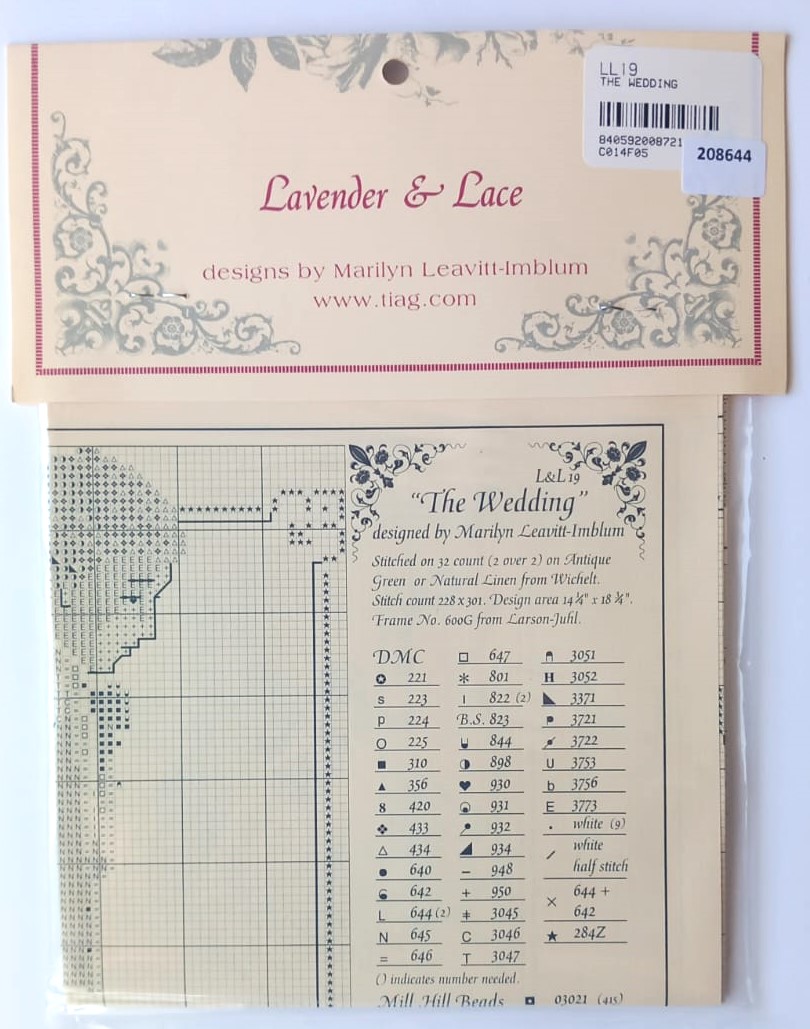 LL19
THE WEDDING
840592008721
C014F05
208644
Lavender & Lace
designs by Marilyn Leavitt-Imblum
www.tiag.com
L&L 19
"The Wedding"
designed by Marilyn Leavitt-Imblum
Stitched on 32 count (2 over 2) on Antique
Green or Natural Linen from Wichelt.
Stitch count 228 x 301. Design area 14 ¼" x 18 ¾".
Frame No. 600G from Larson-Juhl.
DMC
221
S 223
P 224
O 225
■ 310
▲ 356
8 420
433
△ 434
● 640
642
L 644 (2)
N 645
= 646
□ 647
* 801
I 822 (2)
B.S. 823
844
◑ 898
♥ 930
931
932
◢ 934
– 948
+ 950
ǂ 3045
C 3046
T 3047
3051
H 3052
◣ 3371
P 3721
3722
U 3753
b 3756
E 3773
· white (9)
/ white
half stitch
× 644 +
642
★ 284Z
() indicates number needed.
Mill Hill Beads 03021 (415)